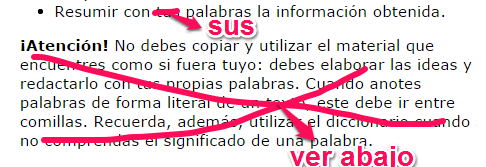 • Resumir con tus palabras la información obtenida.
sus
¡Atención! No debes copiar y utilizar el material que
encuentres como si fuera tuyo: debes elaborar las ideas y
redactarlo con tus propias palabras. Cuando anotes
palabras de forma literal de un texto, este debe ir entre
comillas. Recuerda, además, utilizar el diccionario cuando
no comprendas el significado de una palabra.
ver abajo